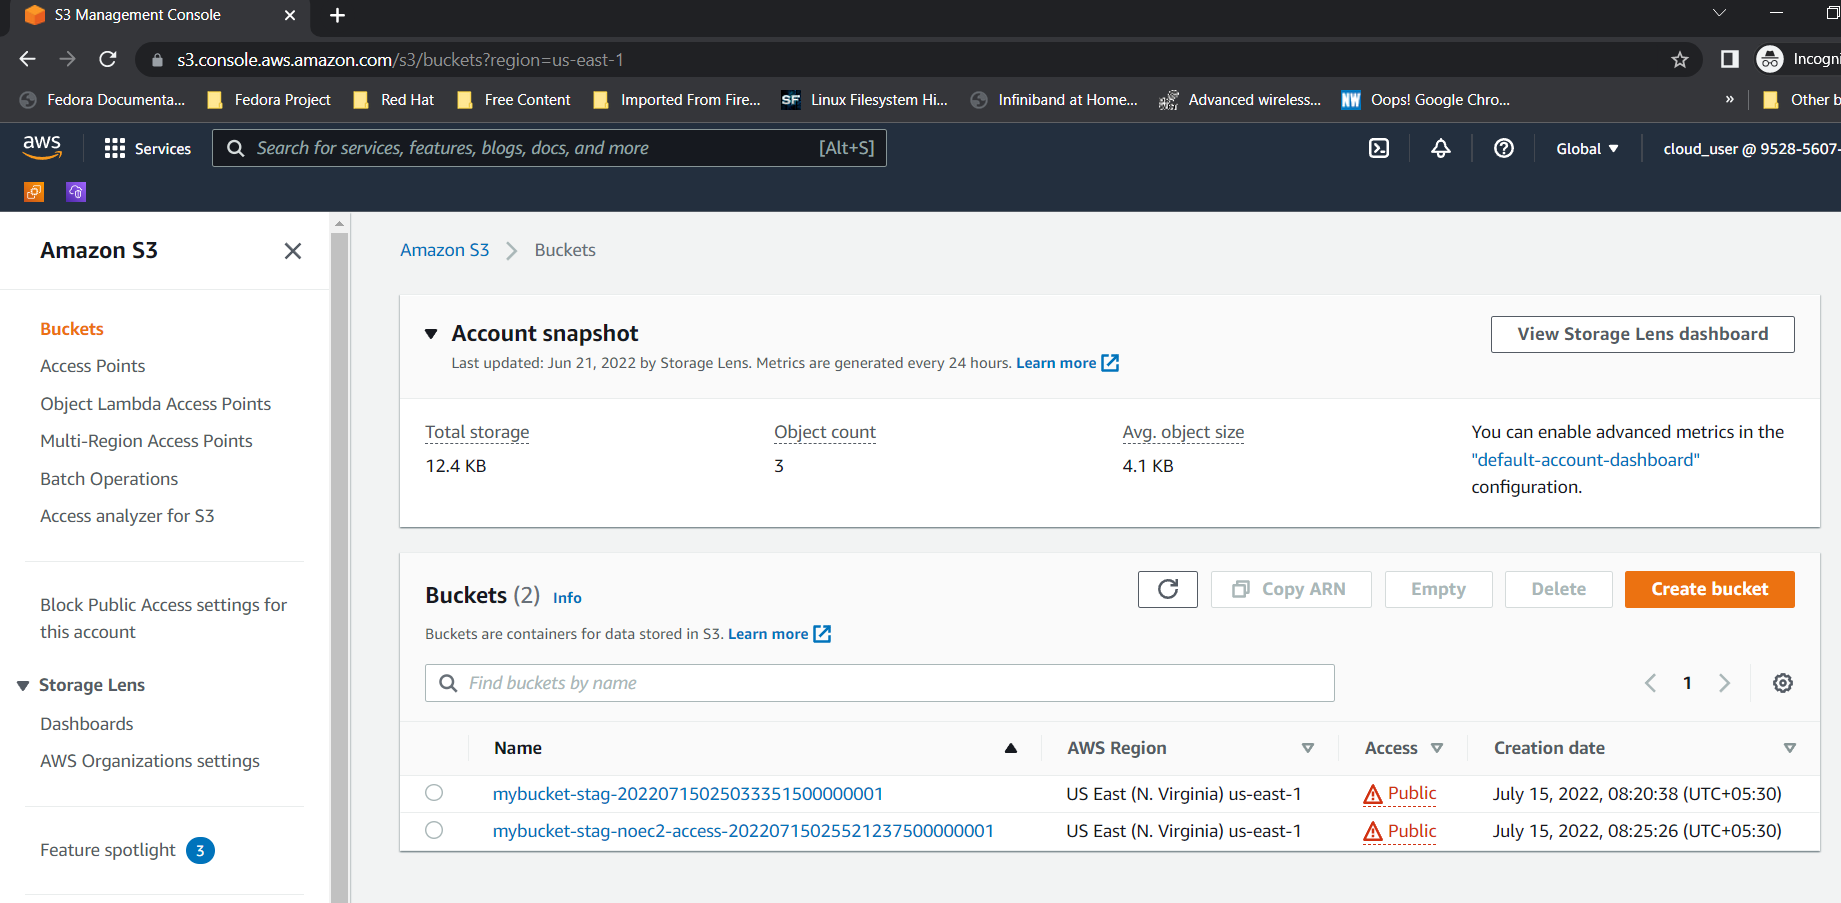 S3 Management Console
s3.console.aws.amazon.com/s3/buckets?region=us-east-1
Incogni
Fedora Documenta...
Fedora Project
Red Hat
Free Content
Imported From Fire...
SF
Linux Filesystem Hi...
Infiniband at Home...
Advanced wireless...
NW
Oops! Google Chro...
»
Other b
aws
Services
Search for services, features, blogs, docs, and more
[Alt+S]
Global
cloud_user @ 9528-5607-
Amazon S3
Buckets
Access Points
Object Lambda Access Points
Multi-Region Access Points
Batch Operations
Access analyzer for S3
Block Public Access settings for
this account
Storage Lens
Dashboards
AWS Organizations settings
Feature spotlight 3
Amazon S3 > Buckets
Account snapshot
View Storage Lens dashboard
Last updated: Jun 21, 2022 by Storage Lens. Metrics are generated every 24 hours. Learn more
Total storage
12.4 KB
Object count
3
Avg. object size
4.1 KB
You can enable advanced metrics in the
"default-account-dashboard"
configuration.
Buckets (2) Info
Copy ARN
Empty
Delete
Create bucket
Buckets are containers for data stored in S3. Learn more
Find buckets by name
1
Name AWS Region Access Creation date
mybucket-stag-20220715025033351500000001 US East (N. Virginia) us-east-1 Public July 15, 2022, 08:20:38 (UTC+05:30)
mybucket-stag-noec2-access-20220715025521237500000001 US East (N. Virginia) us-east-1 Public July 15, 2022, 08:25:26 (UTC+05:30)